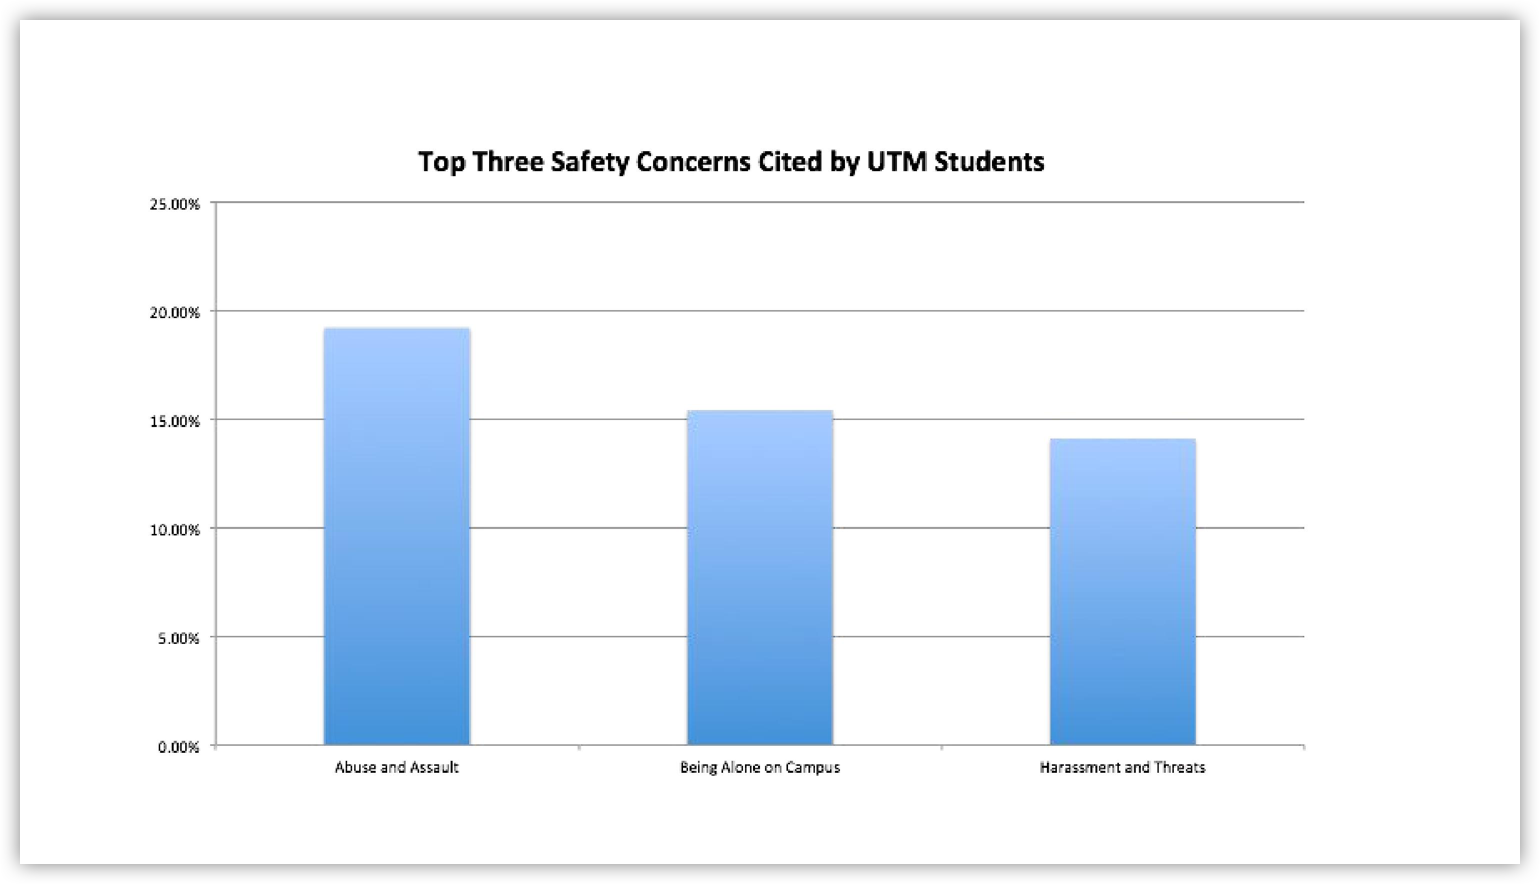 Top Three Safety Concerns Cited by UTM Students
25.00%
20.00%
15.00%
10.00%
5.00%
0.00%
Abuse and Assault
Being Alone on Campus
Harassment and Threats